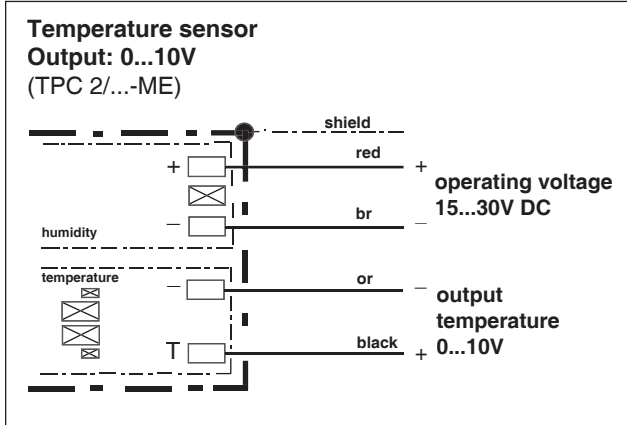 Temperature sensor
Output: 0...10V
(TPC 2/...-ME)
shield
red
+ +
operating voltage
15...30V DC
br
− −
humidity
temperature
or
− −
output
temperature
0...10V
black
T +